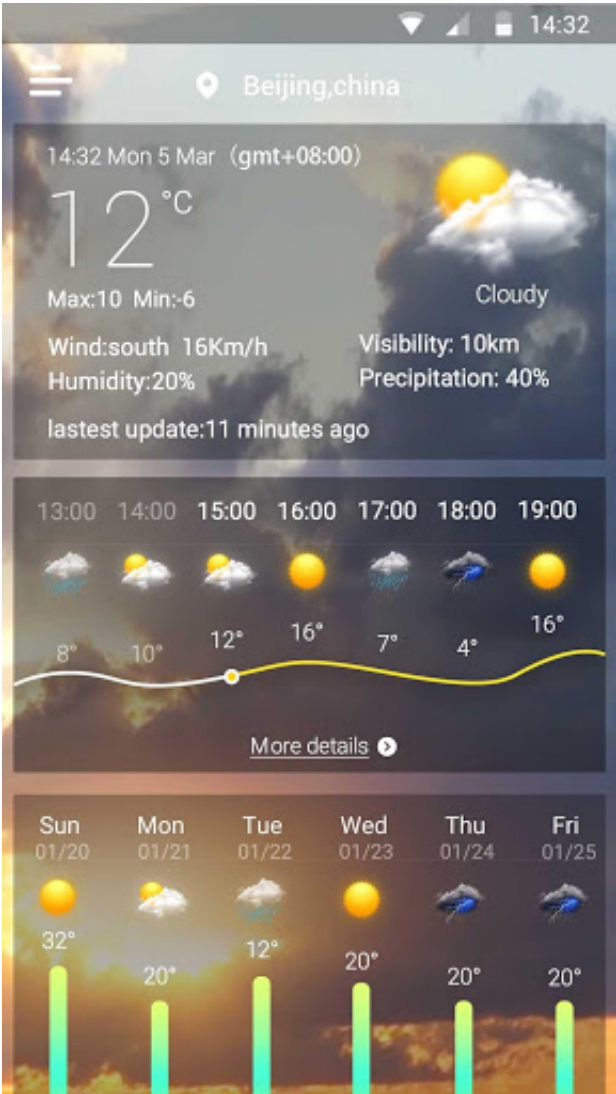 14:32
Beijing,china
14:32 Mon 5 Mar（gmt+08:00）
12 °C
Max:10 Min:-6
Cloudy
Wind:south 16Km/h
Visibility: 10km
Humidity:20%
Precipitation: 40%
lastest update:11 minutes ago
13:00 14:00 15:00 16:00 17:00 18:00 19:00
8° 10° 12° 16° 7° 4° 16°
More details
Sun Mon Tue Wed Thu Fri
01/20 01/21 01/22 01/23 01/24 01/25
32° 20° 12° 20° 20° 20°